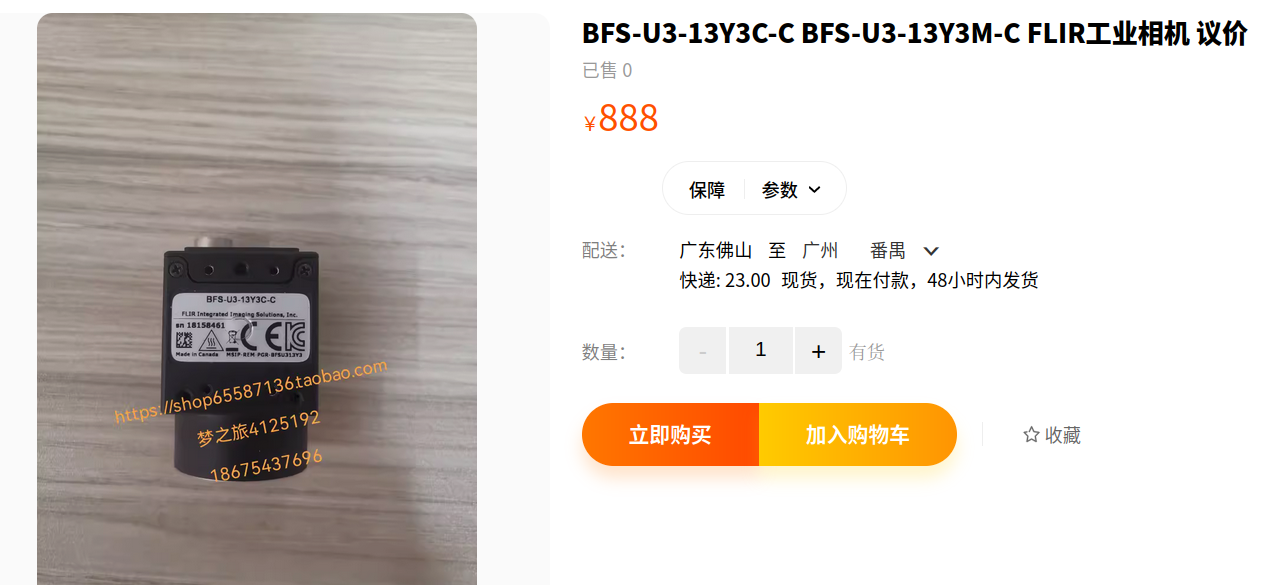 BFS-U3-13Y3C-C BFS-U3-13Y3M-C FLIR工业相机 议价
已售 0
¥888
保障 参数
配送： 广东佛山 至 广州 番禺
快递: 23.00 现货，现在付款，48小时内发货
数量： - 1 + 有货
立即购买 加入购物车 收藏
BFS-U3-13Y3C-C
FLIR Integrated Imaging Solutions, Inc.
sn 18158461
Made in Canada MSIP-REM-PGR-BFSU313Y3
https://shop65587136.taobao.com
梦之旅4125192
18675437696